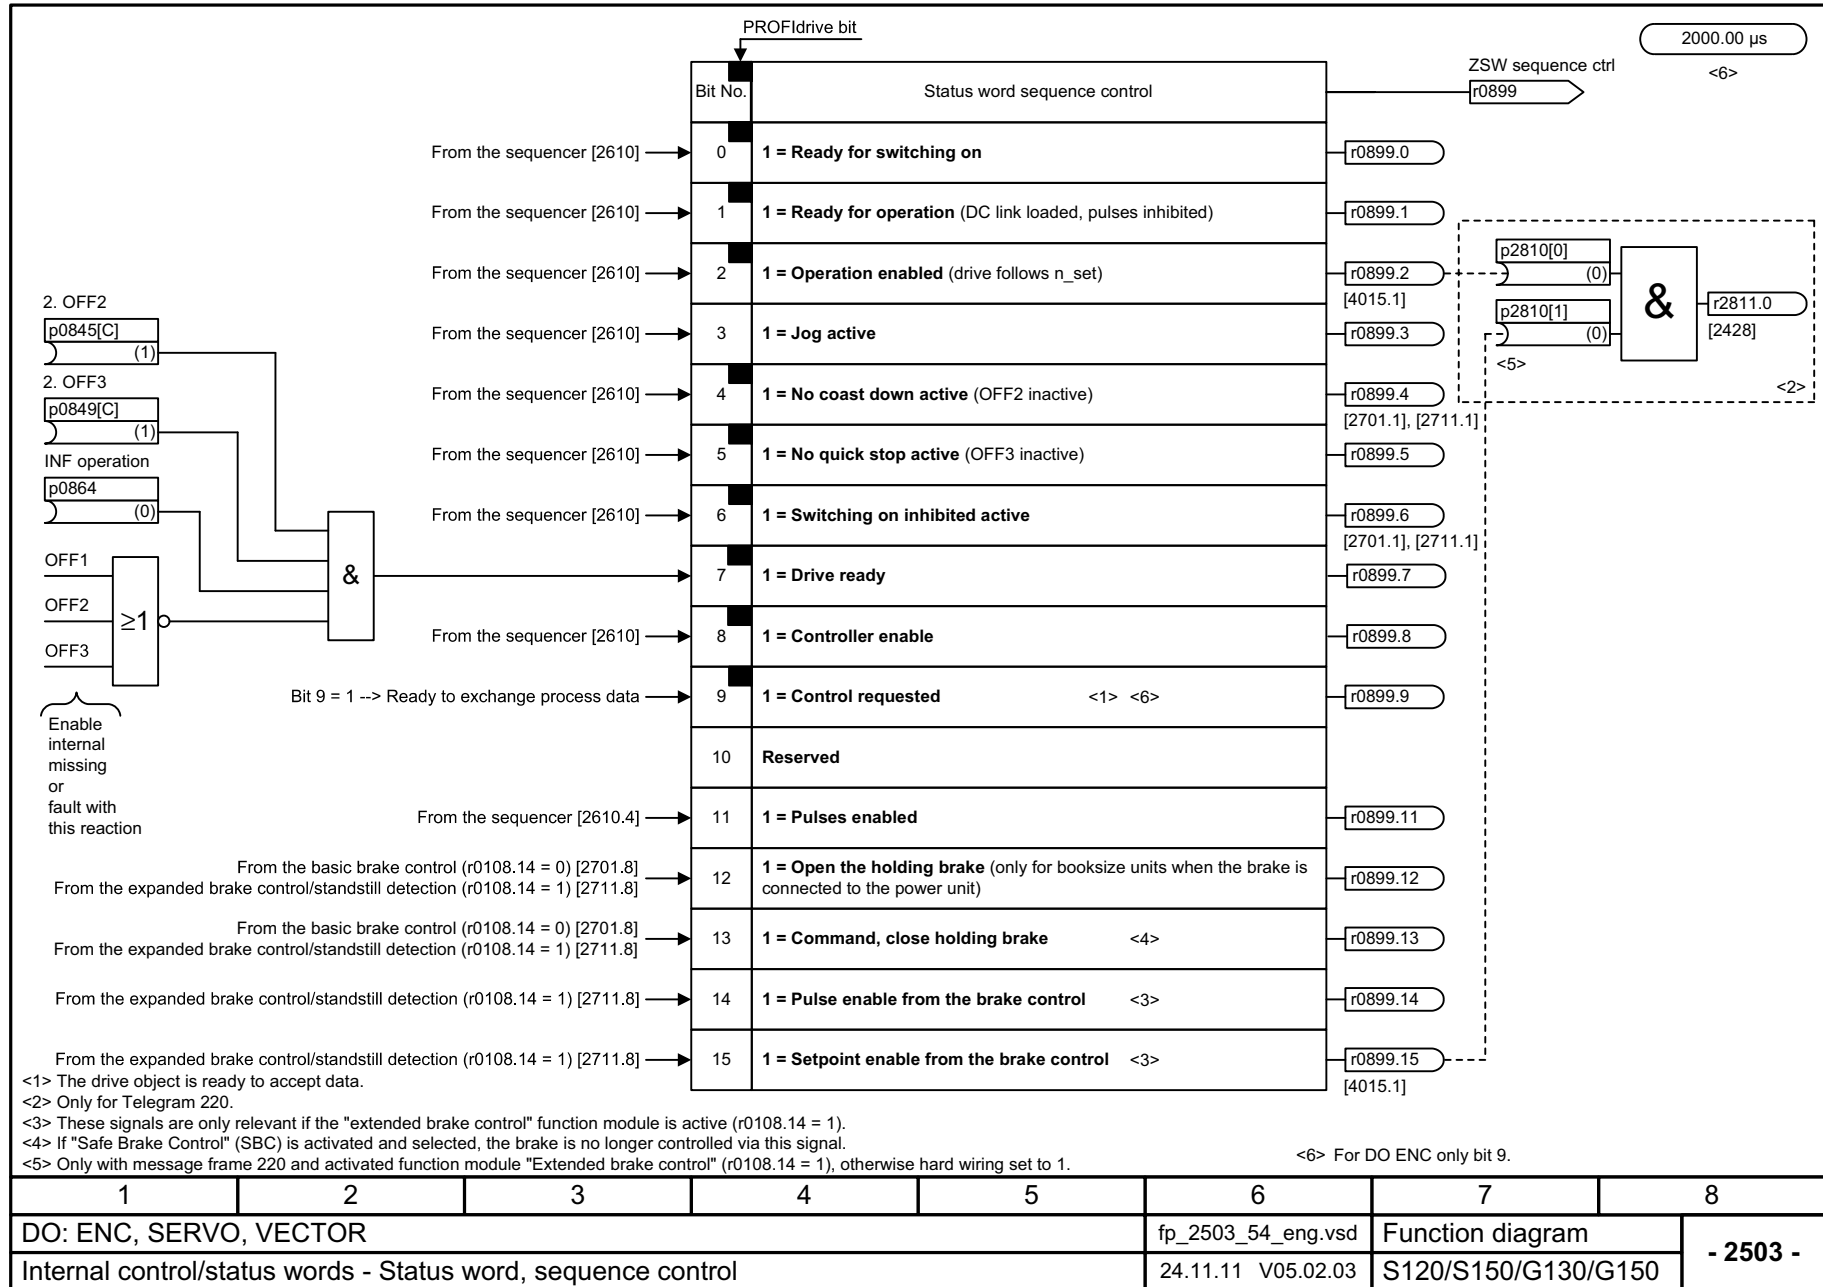 PROFIdrive bit
2000.00 µs
<6>
ZSW sequence ctrl
r0899
Bit No. Status word sequence control
From the sequencer [2610] 0 1 = Ready for switching on r0899.0
From the sequencer [2610] 1 1 = Ready for operation (DC link loaded, pulses inhibited) r0899.1
From the sequencer [2610] 2 1 = Operation enabled (drive follows n_set) r0899.2
[4015.1]
p2810[0]
(0)
p2810[1]
(0)
<5>
&
r2811.0
[2428]
<2>
2. OFF2
p0845[C]
(1)
From the sequencer [2610] 3 1 = Jog active r0899.3
2. OFF3
p0849[C]
(1)
From the sequencer [2610] 4 1 = No coast down active (OFF2 inactive) r0899.4
[2701.1], [2711.1]
From the sequencer [2610] 5 1 = No quick stop active (OFF3 inactive) r0899.5
INF operation
p0864
(0)
From the sequencer [2610] 6 1 = Switching on inhibited active r0899.6
[2701.1], [2711.1]
OFF1
OFF2
OFF3
≥1
&
7 1 = Drive ready r0899.7
From the sequencer [2610] 8 1 = Controller enable r0899.8
Bit 9 = 1 --> Ready to exchange process data 9 1 = Control requested <1> <6> r0899.9
Enable
internal
missing
or
fault with
this reaction
10 Reserved
From the sequencer [2610.4] 11 1 = Pulses enabled r0899.11
From the basic brake control (r0108.14 = 0) [2701.8]
From the expanded brake control/standstill detection (r0108.14 = 1) [2711.8]
12 1 = Open the holding brake (only for booksize units when the brake is
connected to the power unit)
r0899.12
From the basic brake control (r0108.14 = 0) [2701.8]
From the expanded brake control/standstill detection (r0108.14 = 1) [2711.8]
13 1 = Command, close holding brake <4> r0899.13
From the expanded brake control/standstill detection (r0108.14 = 1) [2711.8] 14 1 = Pulse enable from the brake control <3> r0899.14
From the expanded brake control/standstill detection (r0108.14 = 1) [2711.8] 15 1 = Setpoint enable from the brake control <3> r0899.15
[4015.1]
<1> The drive object is ready to accept data.
<2> Only for Telegram 220.
<3> These signals are only relevant if the "extended brake control" function module is active (r0108.14 = 1).
<4> If "Safe Brake Control" (SBC) is activated and selected, the brake is no longer controlled via this signal.
<5> Only with message frame 220 and activated function module "Extended brake control" (r0108.14 = 1), otherwise hard wiring set to 1.
<6> For DO ENC only bit 9.
1 2 3 4 5 6 7 8
DO: ENC, SERVO, VECTOR fp_2503_54_eng.vsd Function diagram
- 2503 -
Internal control/status words - Status word, sequence control 24.11.11 V05.02.03 S120/S150/G130/G150